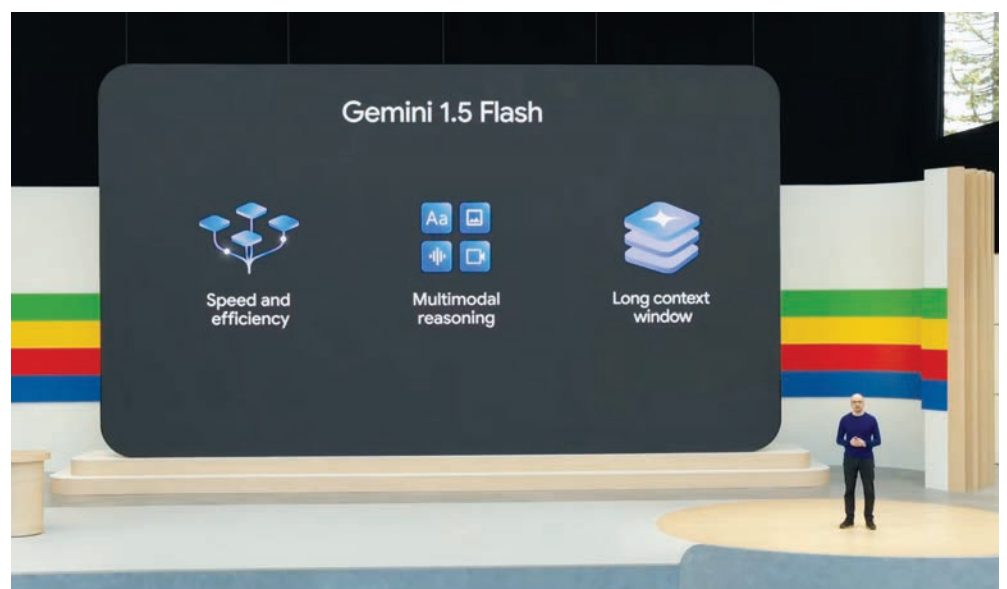 Gemini 1.5 Flash
Aa
Speed and
efficiency
Multimodal
reasoning
Long context
window